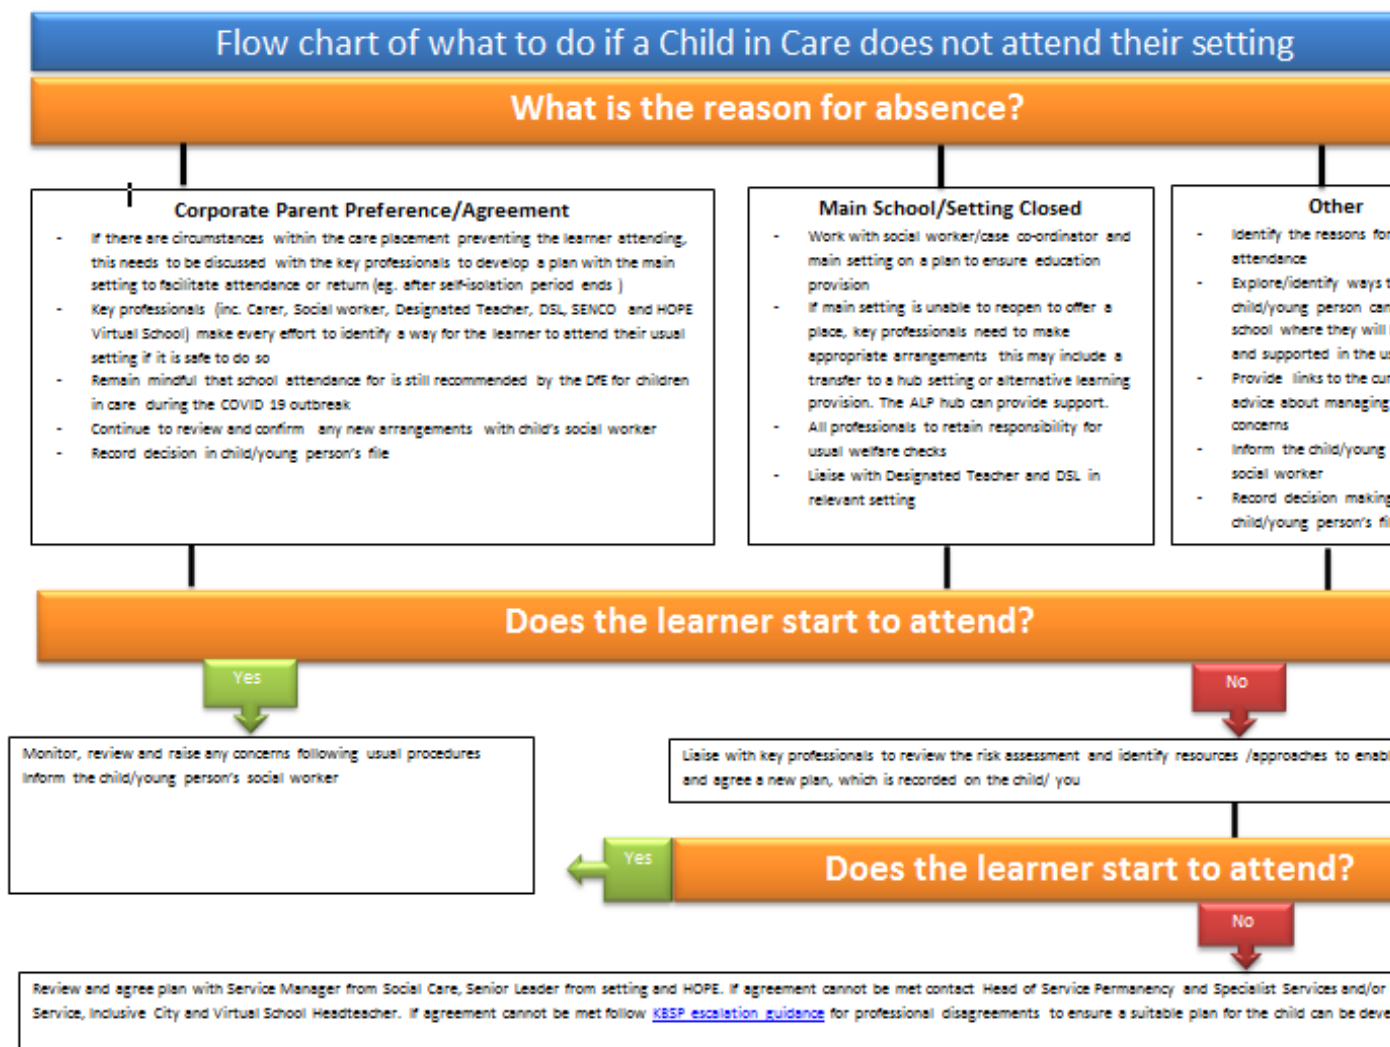 Flow chart of what to do if a Child in Care does not attend their setting
What is the reason for absence?
Corporate Parent Preference/Agreement
- If there are circumstances within the care placement preventing the learner attending,
this needs to be discussed with the key professionals to develop a plan with the main
setting to facilitate attendance or return (eg. after self-isolation period ends )
- Key professionals (inc. Carer, Social worker, Designated Teacher, DSL, SENCO and HOPE
Virtual School) make every effort to identify a way for the learner to attend their usual
setting if it is safe to do so
- Remain mindful that school attendance for is still recommended by the DfE for children
in care during the COVID 19 outbreak
- Continue to review and confirm any new arrangements with child's social worker
- Record decision in child/young person's file
Main School/Setting Closed
- Work with social worker/case co-ordinator and
main setting on a plan to ensure education
provision
- If main setting is unable to reopen to offer a
place, key professionals need to make
appropriate arrangements this may include a
transfer to a hub setting or alternative learning
provision. The ALP hub can provide support.
- All professionals to retain responsibility for
usual welfare checks
- Liaise with Designated Teacher and DSL in
relevant setting
Other
- Identify the reasons for
attendance
- Explore/identify ways t
child/young person can
school where they will
and supported in the us
- Provide links to the cur
advice about managing
concerns
- Inform the child/young
social worker
- Record decision making
child/young person's fil
Does the learner start to attend?
Yes
No
Monitor, review and raise any concerns following usual procedures
Inform the child/young person's social worker
Liaise with key professionals to review the risk assessment and identify resources /approaches to enabl
and agree a new plan, which is recorded on the child/ you
Yes
Does the learner start to attend?
No
Review and agree plan with Service Manager from Social Care, Senior Leader from setting and HOPE. If agreement cannot be met contact Head of Service Permanency and Specialist Services and/or
Service, Inclusive City and Virtual School Headteacher. If agreement cannot be met follow KBSP escalation guidance for professional disagreements to ensure a suitable plan for the child can be deve